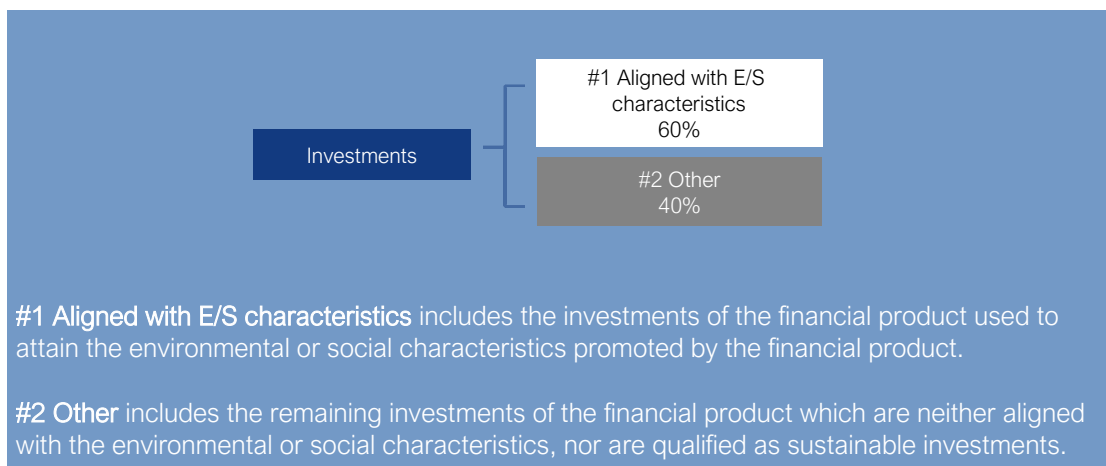 #1 Aligned with E/S
characteristics
60%
Investments
#2 Other
40%
#1 Aligned with E/S characteristics includes the investments of the financial product used to
attain the environmental or social characteristics promoted by the financial product.
#2 Other includes the remaining investments of the financial product which are neither aligned
with the environmental or social characteristics, nor are qualified as sustainable investments.